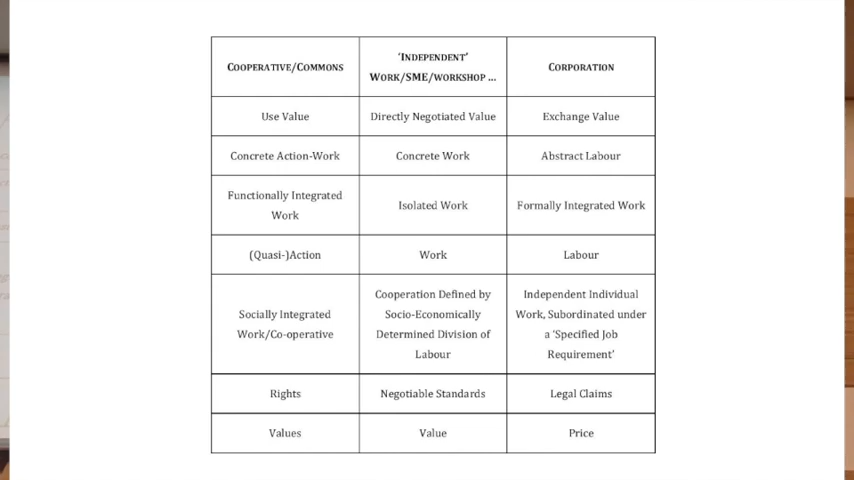 COOPERATIVE/COMMONS
'INDEPENDENT'
WORK/SME/WORKSHOP ...
CORPORATION
Use Value
Directly Negotiated Value
Exchange Value
Concrete Action-Work
Concrete Work
Abstract Labour
Functionally Integrated
Work
Isolated Work
Formally Integrated Work
(Quasi-)Action
Work
Labour
Socially Integrated
Work/Co-operative
Cooperation Defined by
Socio-Economically
Determined Division of
Labour
Independent Individual
Work, Subordinated under
a 'Specified Job
Requirement'
Rights
Negotiable Standards
Legal Claims
Values
Value
Price